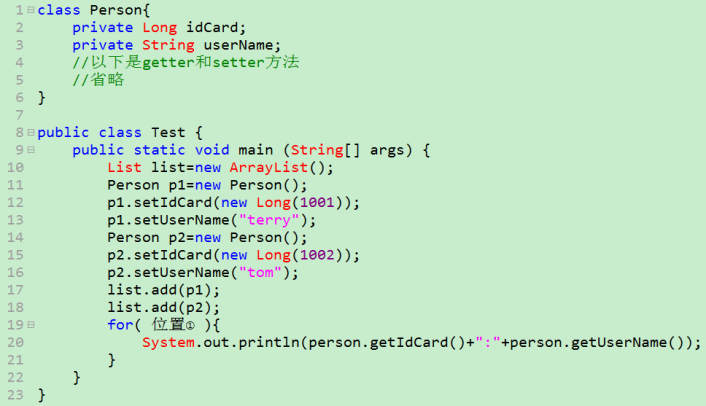 1 class Person{
2     private Long idCard;
3     private String userName;
4     //以下是getter和setter方法
5     //省略
6 }
7
8 public class Test {
9     public static void main (String[] args) {
10         List list=new ArrayList();
11         Person p1=new Person();
12         p1.setIdCard(new Long(1001));
13         p1.setUserName("terry");
14         Person p2=new Person();
15         p2.setIdCard(new Long(1002));
16         p2.setUserName("tom");
17         list.add(p1);
18         list.add(p2);
19         for( 位置① ){
20             System.out.println(person.getIdCard()+":"+person.getUserName());
21         }
22     }
23 }